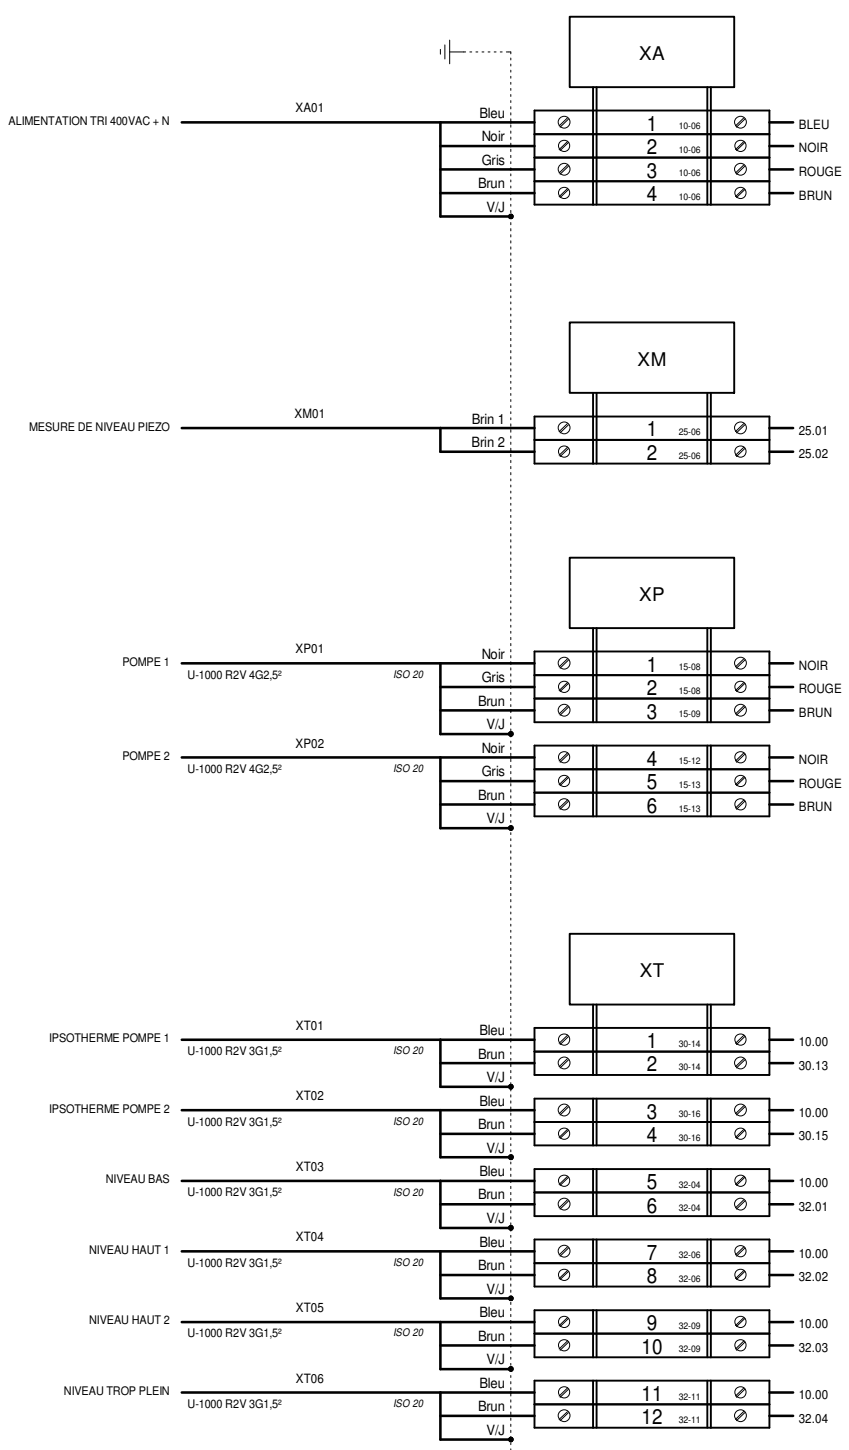 XA
XA01
ALIMENTATION TRI 400VAC + N
Bleu 1 10-06 BLEU
Noir 2 10-06 NOIR
Gris 3 10-06 ROUGE
Brun 4 10-06 BRUN
V/J
XM
XM01
MESURE DE NIVEAU PIEZO
Brin 1 1 25-06 25.01
Brin 2 2 25-06 25.02
XP
XP01
POMPE 1
U-1000 R2V 4G2,5² ISO 20
Noir 1 15-08 NOIR
Gris 2 15-08 ROUGE
Brun 3 15-09 BRUN
V/J
XP02
POMPE 2
U-1000 R2V 4G2,5² ISO 20
Noir 4 15-12 NOIR
Gris 5 15-13 ROUGE
Brun 6 15-13 BRUN
V/J
XT
XT01
IPSOTHERME POMPE 1
U-1000 R2V 3G1,5² ISO 20
Bleu 1 30-14 10.00
Brun 2 30-14 30.13
V/J
XT02
IPSOTHERME POMPE 2
U-1000 R2V 3G1,5² ISO 20
Bleu 3 30-16 10.00
Brun 4 30-16 30.15
V/J
XT03
NIVEAU BAS
U-1000 R2V 3G1,5² ISO 20
Bleu 5 32-04 10.00
Brun 6 32-04 32.01
V/J
XT04
NIVEAU HAUT 1
U-1000 R2V 3G1,5² ISO 20
Bleu 7 32-06 10.00
Brun 8 32-06 32.02
V/J
XT05
NIVEAU HAUT 2
U-1000 R2V 3G1,5² ISO 20
Bleu 9 32-09 10.00
Brun 10 32-09 32.03
V/J
XT06
NIVEAU TROP PLEIN
U-1000 R2V 3G1,5² ISO 20
Bleu 11 32-11 10.00
Brun 12 32-11 32.04
V/J